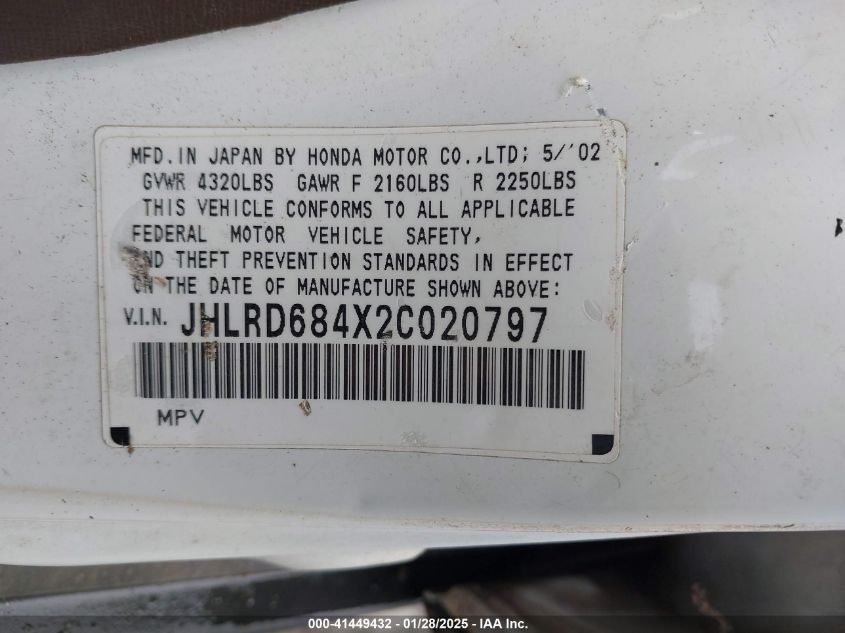 MFD. IN JAPAN BY HONDA MOTOR CO.,LTD; 5/'02
GVWR 4320LBS GAWR F 2160LBS R 2250LBS
THIS VEHICLE CONFORMS TO ALL APPLICABLE
FEDERAL MOTOR VEHICLE SAFETY,
AND THEFT PREVENTION STANDARDS IN EFFECT
ON THE DATE OF MANUFACTURE SHOWN ABOVE:
V.I.N. JHLRD684X2C020797
MPV
000-41449432 - 01/28/2025 - © IAA, Inc.